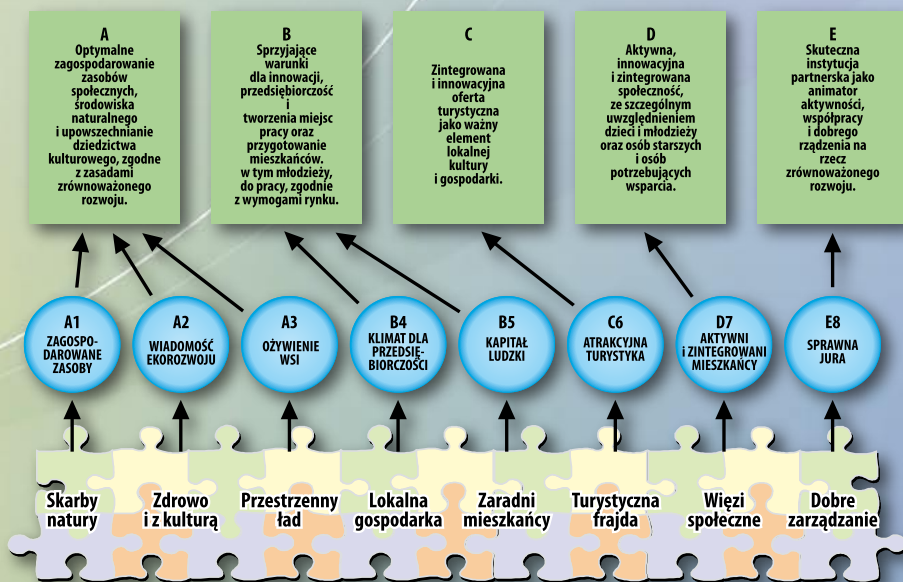 A
Optymalne
zagospodarowanie
zasobów
społecznych,
środowiska
naturalnego
i upowszechnianie
dziedzictwa
kulturowego, zgodne
z zasadami
zrównoważonego
rozwoju.
B
Sprzyjające
warunki
dla innowacji,
przedsiębiorczość
i
tworzenia miejsc
pracy oraz
przygotowanie
mieszkańców.
w tym młodzieży,
do pracy, zgodnie
z wymogami rynku.
C
Zintegrowana
i innowacyjna
oferta
turystyczna
jako ważny
element
lokalnej
kultury
i gospodarki.
D
Aktywna,
innowacyjna
i zintegrowana
społeczność,
ze szczególnym
uwzględnieniem
dzieci i młodzieży
oraz osób starszych
i osób
potrzebujących
wsparcia.
E
Skuteczna
instytucja
partnerska jako
animator
aktywności,
współpracy
i dobrego
rządzenia na
rzecz
zrównoważonego
rozwoju.
A1
ZAGOSPO-
DAROWANE
ZASOBY
A2
WIADOMOŚĆ
EKOROZWOJU
A3
OŻYWIENIE
WSI
B4
KLIMAT DLA
PRZEDSIĘ-
BIORCZOŚCI
B5
KAPITAŁ
LUDZKI
C6
ATRAKCYJNA
TURYSTYKA
D7
AKTYWNI
i ZINTEGROWANI
MIESZKAŃCY
E8
SPRAWNA
JURA
Skarby
natury
Zdrowo
i z kulturą
Przestrzenny
ład
Lokalna
gospodarka
Zaradni
mieszkańcy
Turystyczna
frajda
Więzi
społeczne
Dobre
zarządzanie